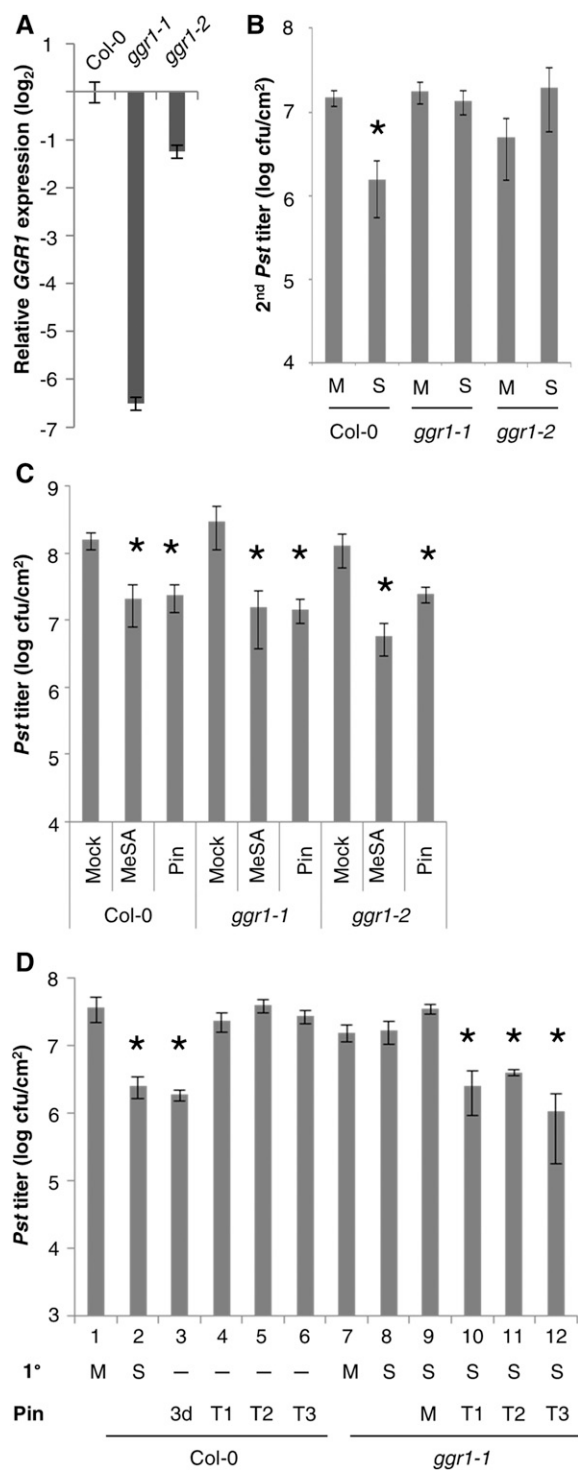 A
Col-0 ggr1-1 ggr1-2
Relative GGR1 expression (log2)
1
-1
-2
-3
-4
-5
-6
-7
B
2nd Pst titer (log cfu/cm2)
8
7
6
5
4
*
M S M S M S
Col-0 ggr1-1 ggr1-2
C
Pst titer (log cfu/cm2)
9
8
7
6
5
4
* * * * * *
Mock MeSA Pin Mock MeSA Pin Mock MeSA Pin
Col-0 ggr1-1 ggr1-2
D
Pst titer (log cfu/cm2)
8
7
6
5
4
3
* * * * *
1 2 3 4 5 6 7 8 9 10 11 12
1° M S – – – – M S S S S S
Pin 3d T1 T2 T3 M T1 T2 T3
Col-0 ggr1-1